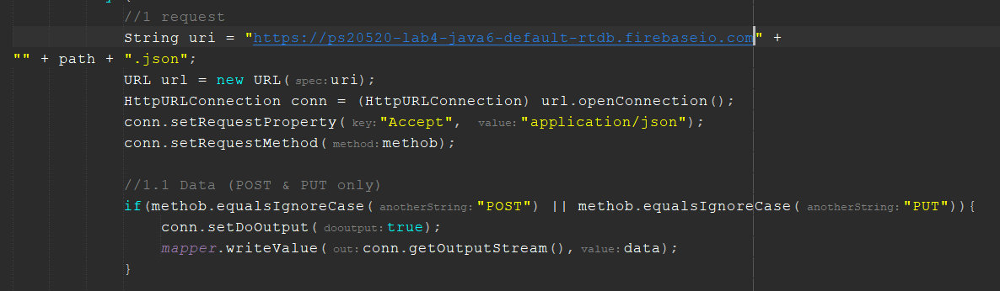 //1 request
String uri = "https://ps20520-lab4-java6-default-rtdb.firebaseio.com" +
"" + path + ".json";
URL url = new URL( spec: uri);
HttpURLConnection conn = (HttpURLConnection) url.openConnection();
conn.setRequestProperty( key: "Accept", value: "application/json");
conn.setRequestMethod( method: methob);
//1.1 Data (POST & PUT only)
if(methob.equalsIgnoreCase( anotherString: "POST") || methob.equalsIgnoreCase( anotherString: "PUT")){
conn.setDoOutput( dooutput: true);
mapper.writeValue( out: conn.getOutputStream(), value: data);
}